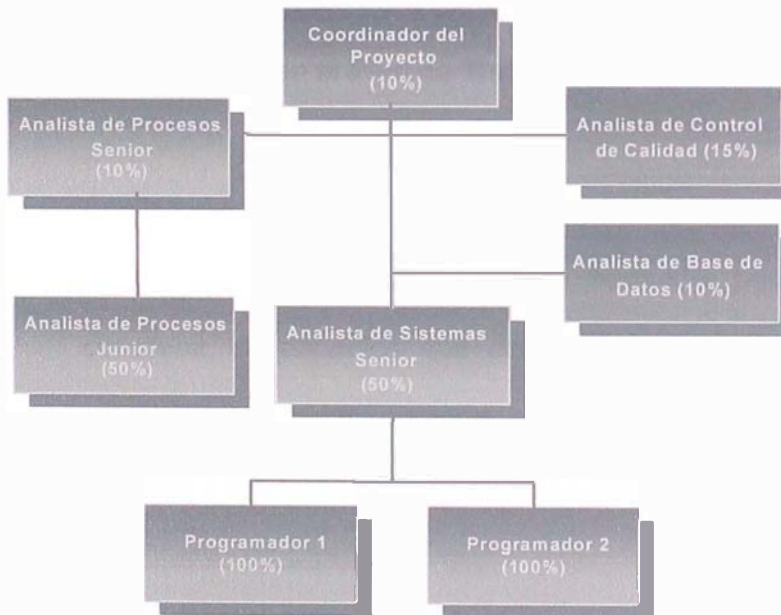 Coordinador del
Proyecto
(10%)
Analista de Procesos
Senior
(10%)
Analista de Control
de Calidad (15%)
Analista de Base de
Datos (10%)
Analista de Procesos
Junior
(50%)
Analista de Sistemas
Senior
(50%)
Programador 1
(100%)
Programador 2
(100%)